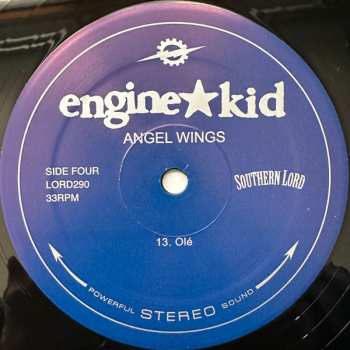 engine★kid
ANGEL WINGS
SIDE FOUR
LORD290
33RPM
SOUTHERN LORD
13. Olé
POWERFUL STEREO SOUND